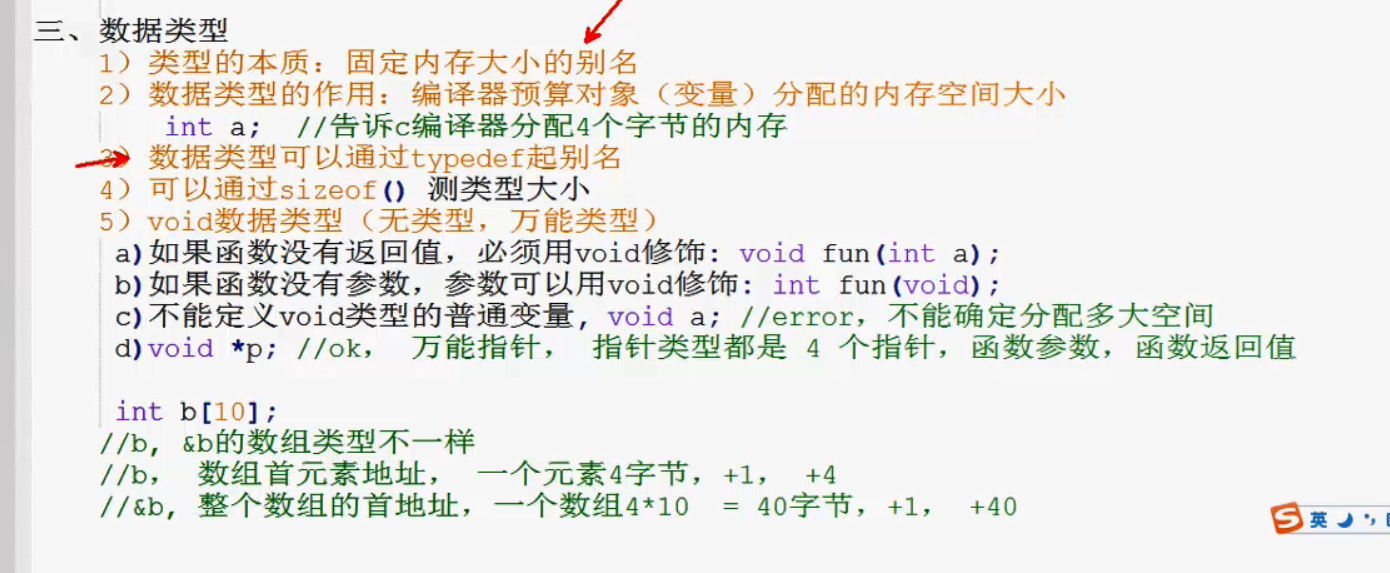 三、数据类型
1）类型的本质：固定内存大小的别名
2）数据类型的作用：编译器预算对象（变量）分配的内存空间大小
int a;  //告诉c编译器分配4个字节的内存
3）数据类型可以通过typedef起别名
4）可以通过sizeof() 测类型大小
5）void数据类型（无类型，万能类型）
a)如果函数没有返回值，必须用void修饰: void fun(int a);
b)如果函数没有参数，参数可以用void修饰: int fun(void);
c)不能定义void类型的普通变量, void a; //error，不能确定分配多大空间
d)void *p; //ok， 万能指针， 指针类型都是 4 个指针，函数参数，函数返回值
int b[10];
//b, &b的数组类型不一样
//b， 数组首元素地址， 一个元素4字节，+1， +4
//&b, 整个数组的首地址，一个数组4*10  = 40字节，+1， +40
S 英